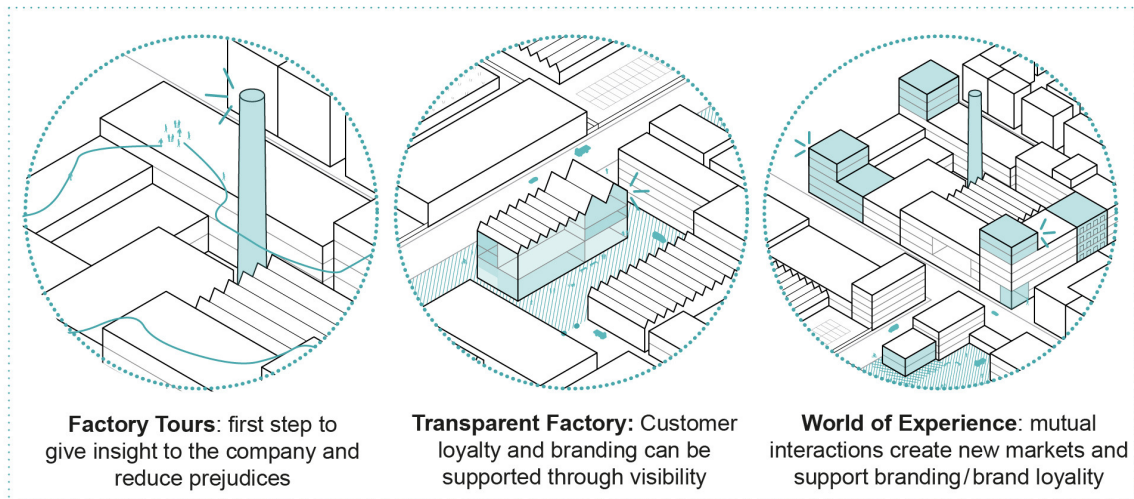 Factory Tours: first step to
give insight to the company and
reduce prejudices
Transparent Factory: Customer
loyalty and branding can be
supported through visibility
World of Experience: mutual
interactions create new markets and
support branding/brand loyality